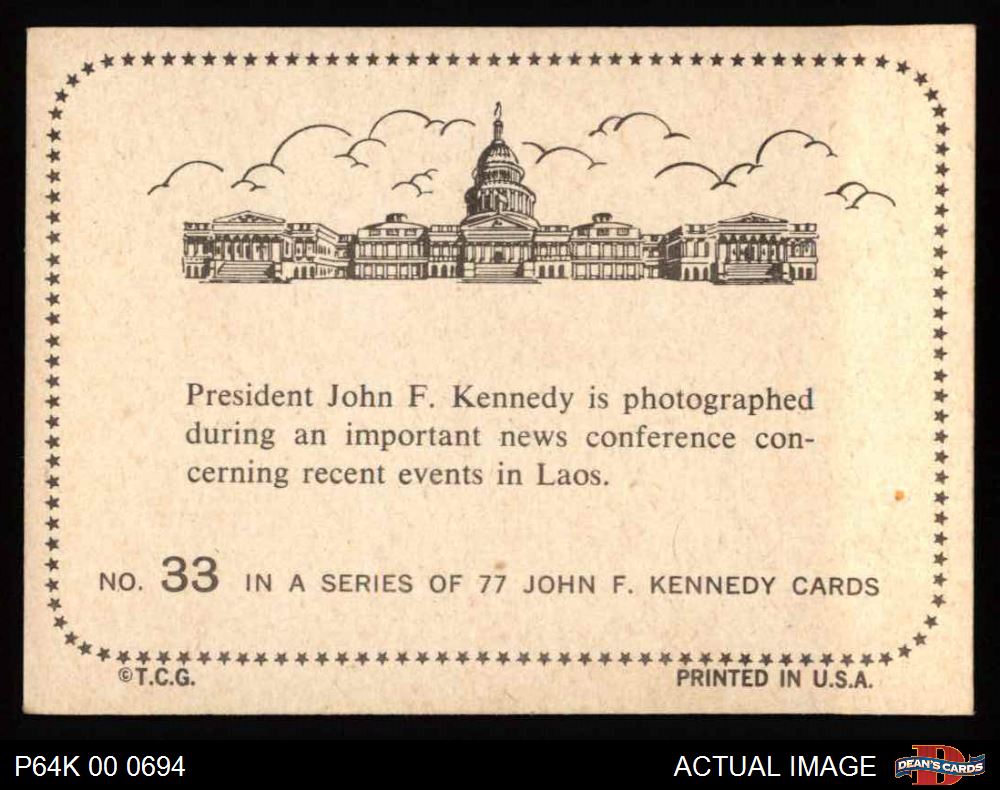 President John F. Kennedy is photographed
during an important news conference con-
cerning recent events in Laos.
NO. 33 IN A SERIES OF 77 JOHN F. KENNEDY CARDS
©T.C.G. PRINTED IN U.S.A.
P64K 00 0694 ACTUAL IMAGE DEAN'S CARDS